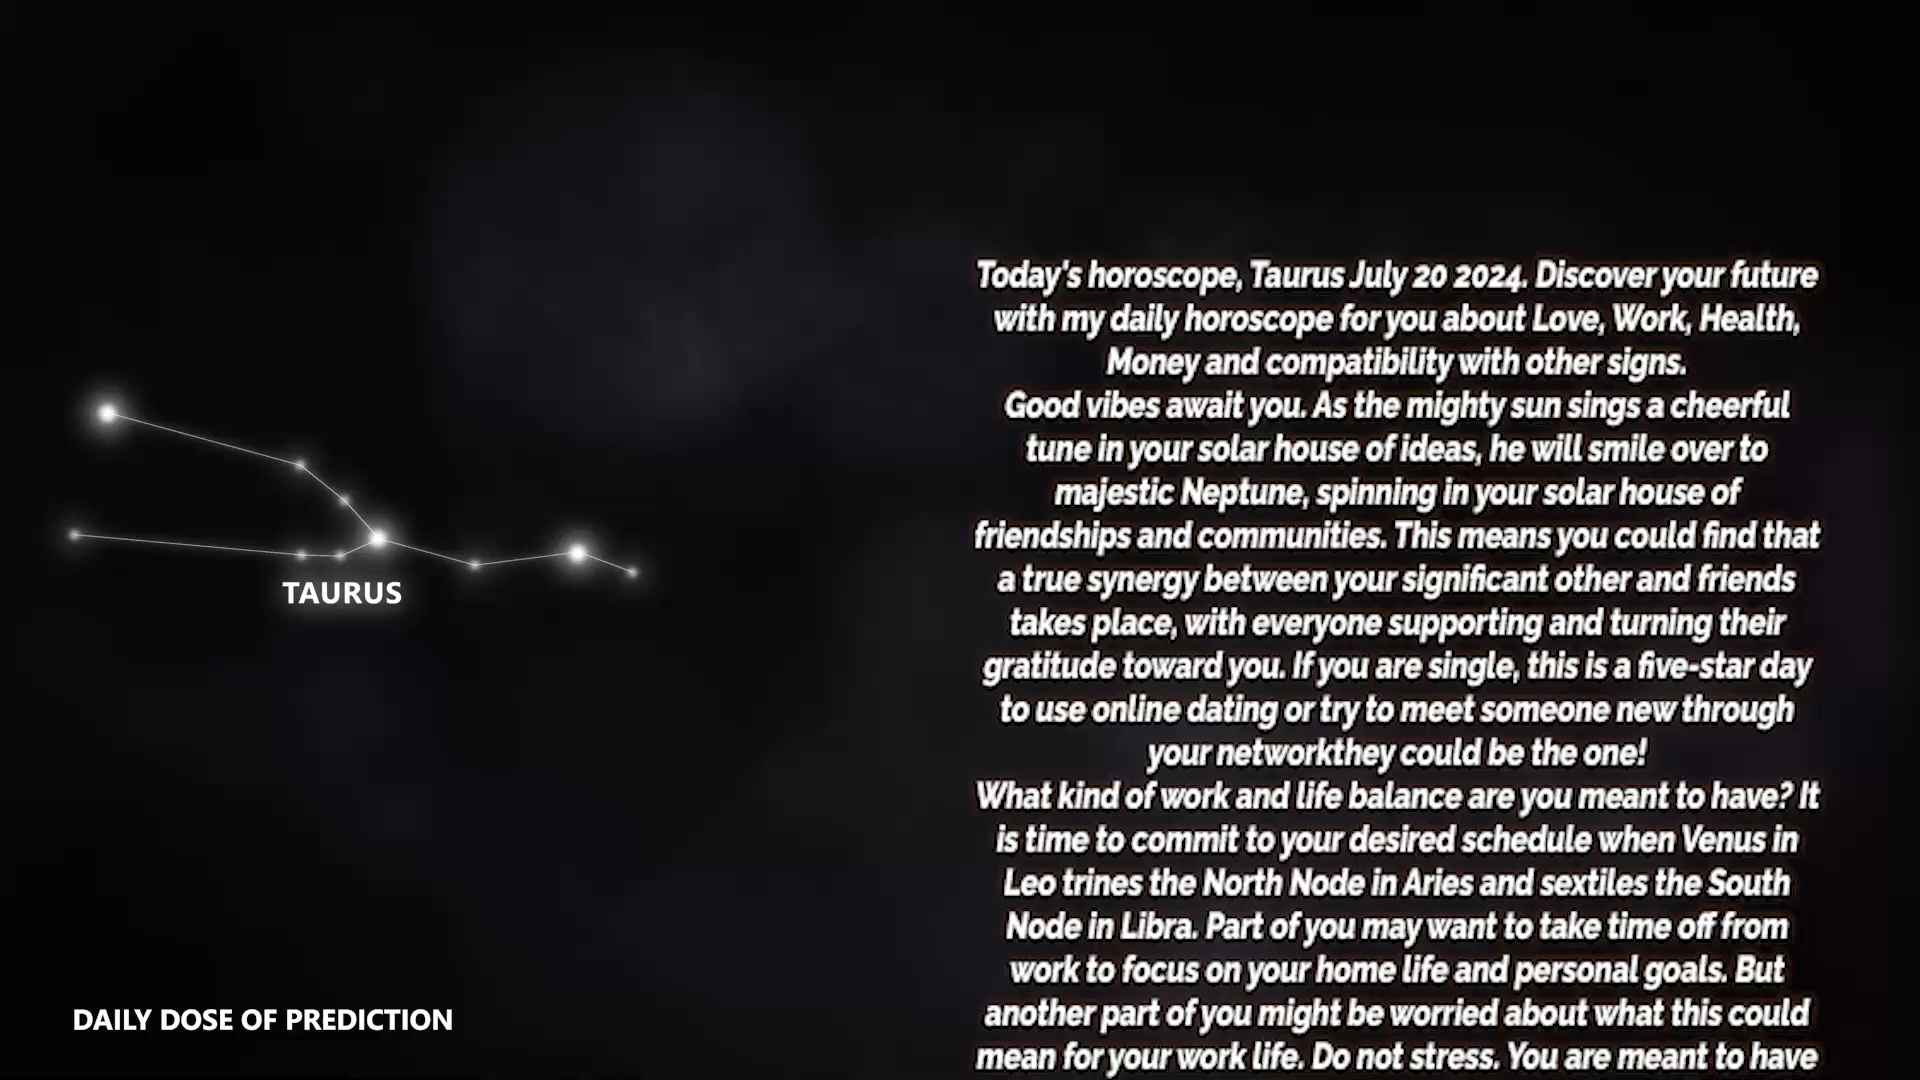 Today's horoscope, Taurus July 20 2024. Discover your future
with my daily horoscope for you about Love, Work, Health,
Money and compatibility with other signs.
Good vibes await you. As the mighty sun sings a cheerful
tune in your solar house of ideas, he will smile over to
majestic Neptune, spinning in your solar house of
friendships and communities. This means you could find that
a true synergy between your significant other and friends
takes place, with everyone supporting and turning their
gratitude toward you. If you are single, this is a five-star day
to use online dating or try to meet someone new through
your networkthey could be the one!
What kind of work and life balance are you meant to have? It
is time to commit to your desired schedule when Venus in
Leo trines the North Node in Aries and sextiles the South
Node in Libra. Part of you may want to take time off from
work to focus on your home life and personal goals. But
another part of you might be worried about what this could
mean for your work life. Do not stress. You are meant to have
TAURUS
DAILY DOSE OF PREDICTION